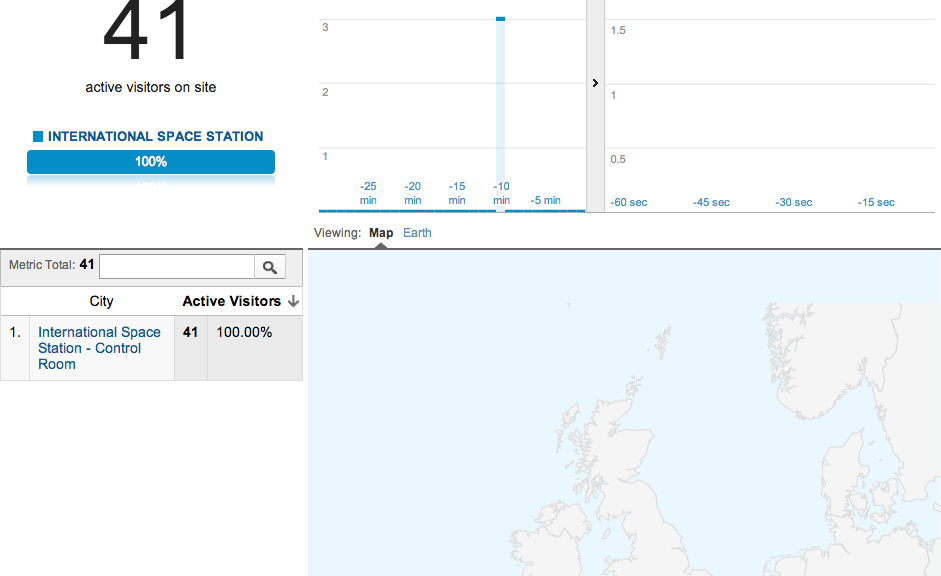 41
active visitors on site
INTERNATIONAL SPACE STATION
100%
3
2
1
-25 min
-20 min
-15 min
-10 min
-5 min
1.5
1
0.5
-60 sec
-45 sec
-30 sec
-15 sec
Viewing: Map Earth
Metric Total: 41
City Active Visitors
1. International Space 41 100.00%
Station - Control
Room